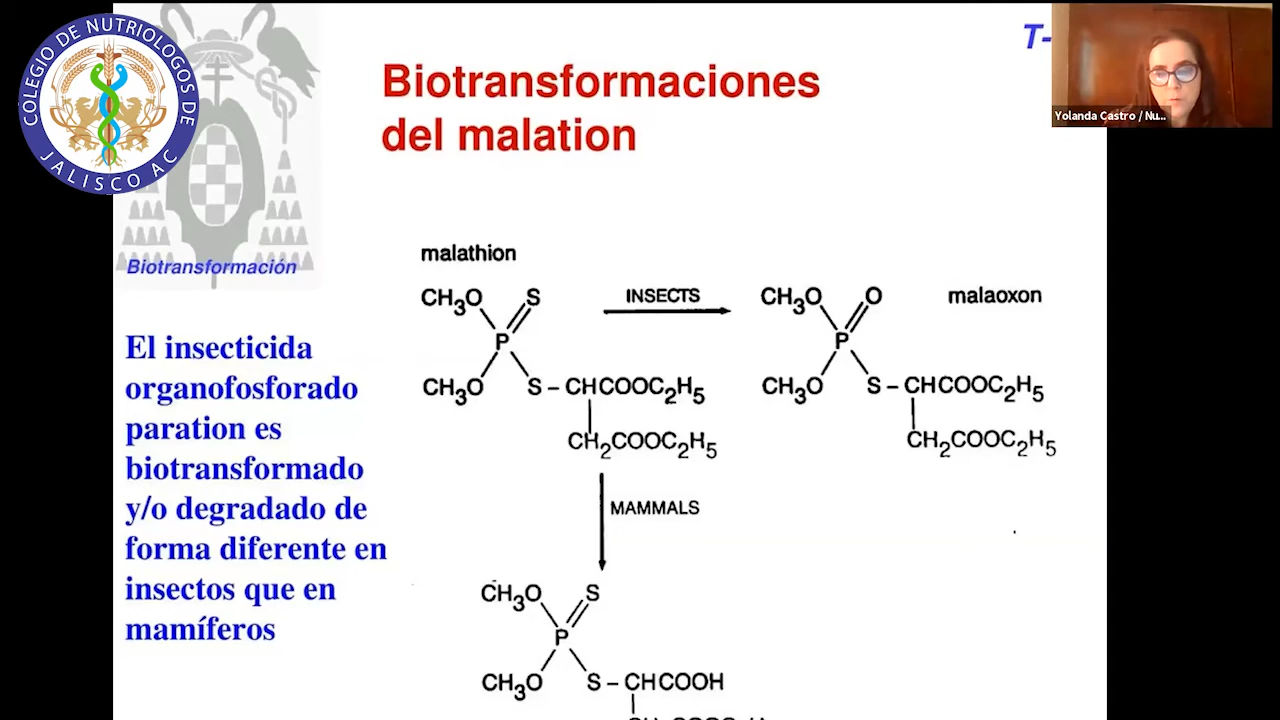 COLEGIO DE NUTRIOLOGOS DE
JALISCO AC
T-
Yolanda Castro / Nu...
Biotransformaciones
del malation
Biotransformación
El insecticida
organofosforado
paration es
biotransformado
y/o degradado de
forma diferente en
insectos que en
mamíferos
malathion
CH3O S
P
CH3O S – CHCOOC2H5
CH2COOC2H5
INSECTS
CH3O O malaoxon
P
CH3O S – CHCOOC2H5
CH2COOC2H5
MAMMALS
CH3O S
P
CH3O S – CHCOOH